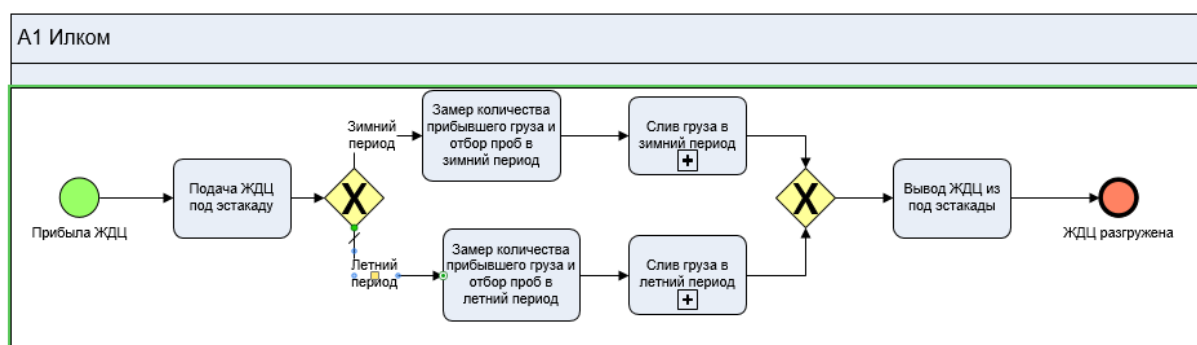 А1 Илком
Прибыла ЖДЦ
Подача ЖДЦ
под эстакаду
X
Зимний
период
Замер количества
прибывшего груза и
отбор проб в
зимний период
Слив груза в
зимний период
Летний
период
Замер количества
прибывшего груза и
отбор проб в
летний период
Слив груза в
летний период
X
Вывод ЖДЦ из
под эстакады
ЖДЦ разгружена